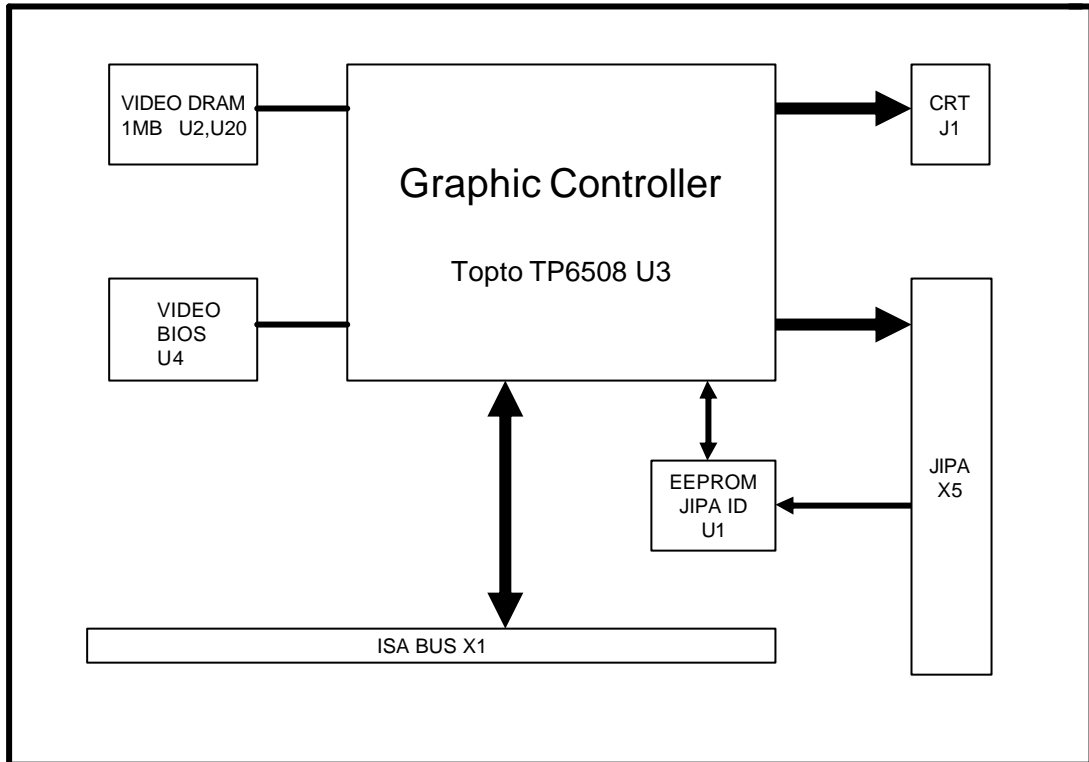 VIDEO DRAM
1MB U2,U20
Graphic Controller
Topto TP6508 U3
CRT
J1
VIDEO
BIOS
U4
EEPROM
JIPA ID
U1
JIPA
X5
ISA BUS X1